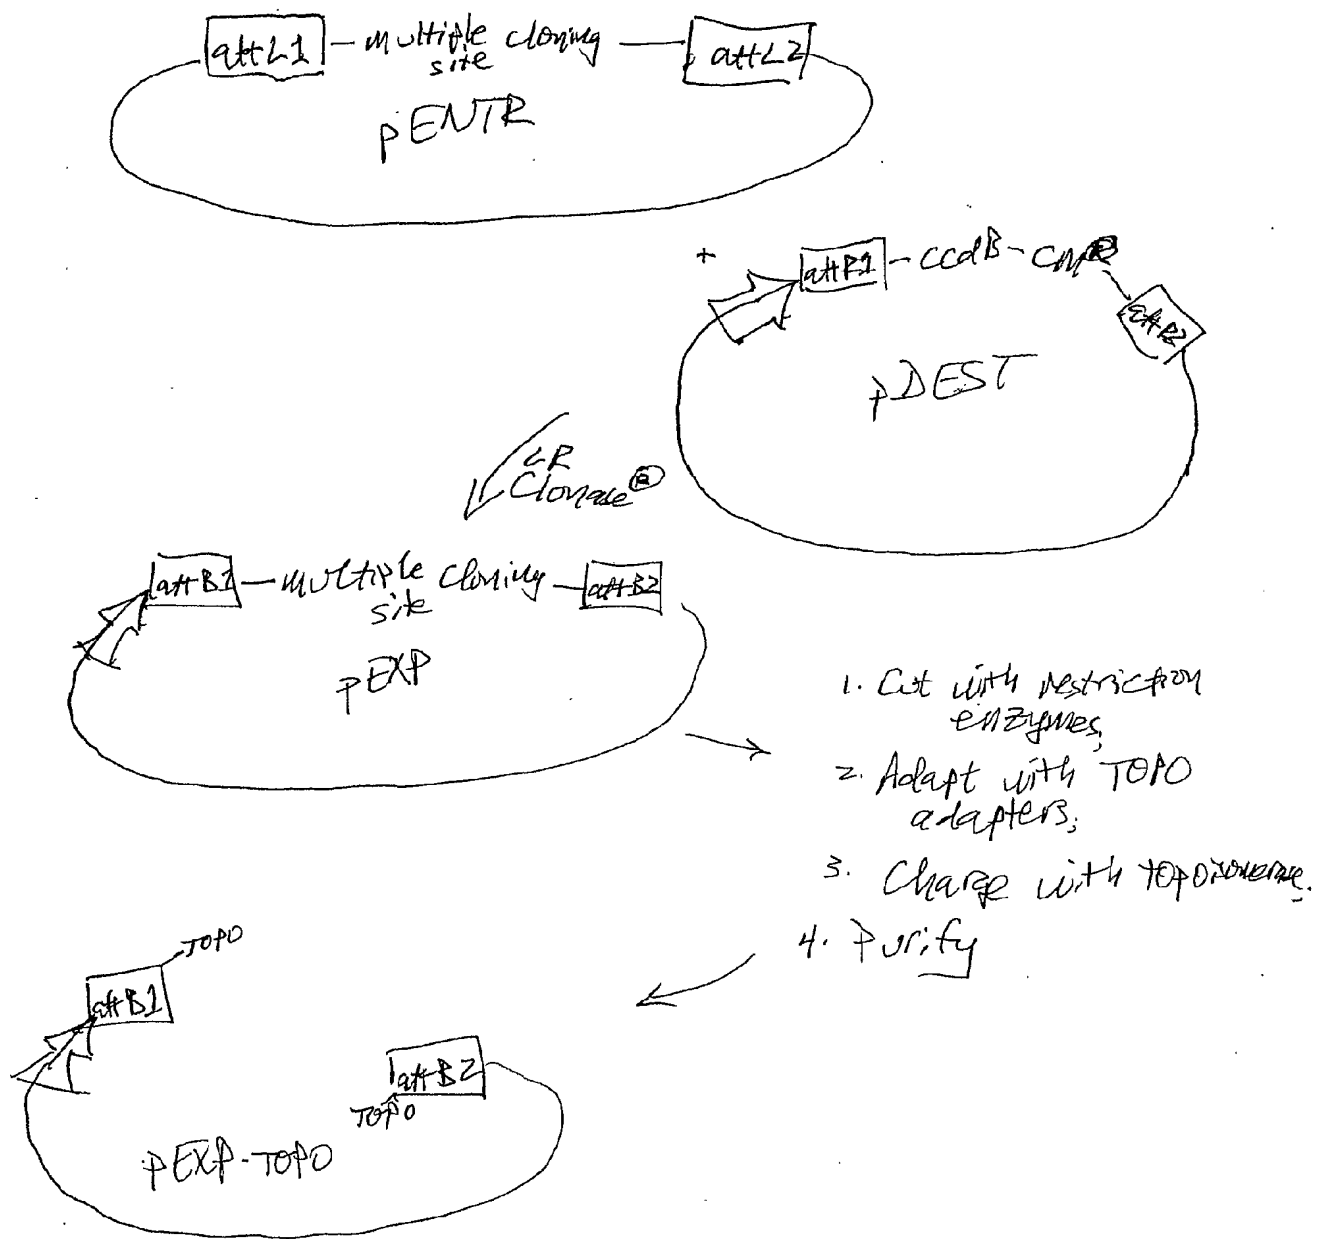 attL1 — multiple cloning — attL2
site
pENTR
+
attR1 - ccdB - CmR
attR2
pDEST
LR
Clonase®
attB1 — multiple cloning — attB2
site
pEXP
1. Cut with restriction
enzymes;
2. Adapt with TOPO
adapters;
3. Charge with topoisomerase.
4. Purify
TOPO
attB1
attB2
TOPO
pEXP-TOPO